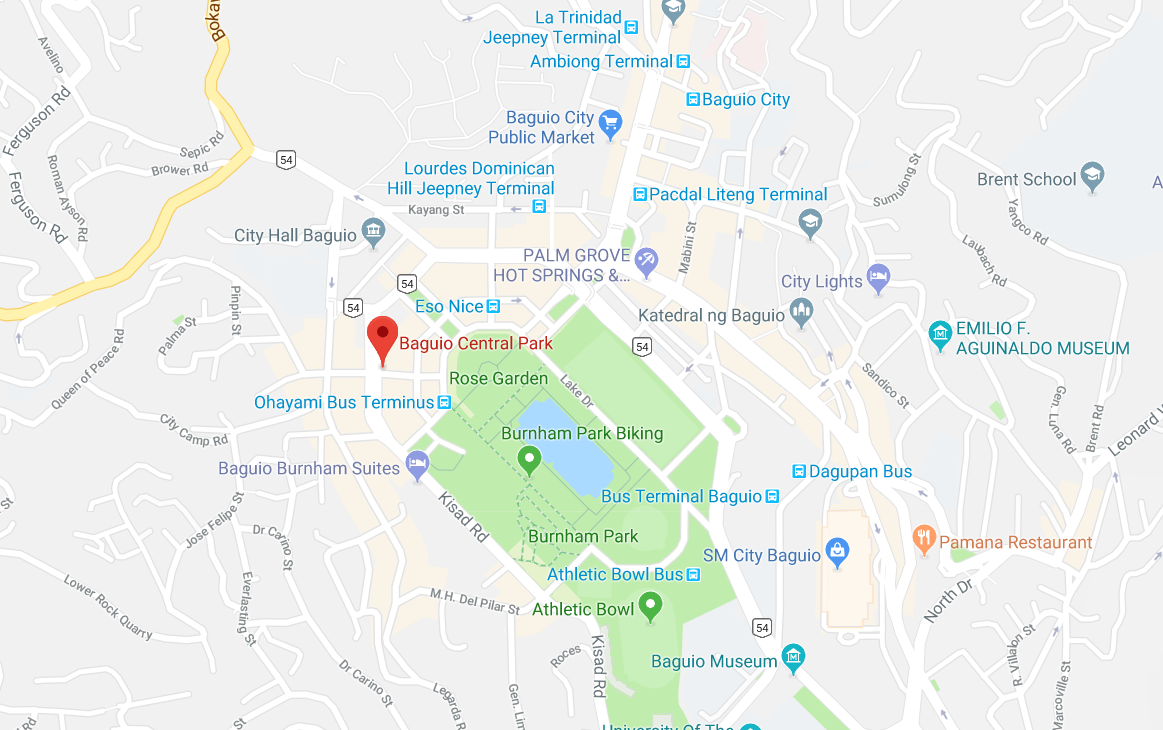 Bokaw
La Trinidad
Jeepney Terminal
Ambiong Terminal
Avelino
Ferguson Rd
Baguio City
Baguio City
Public Market
Sepic Rd
54
Brower Rd
Roman Ayson Rd
Ferguson Rd
Lourdes Dominican
Hill Jeepney Terminal
Kayang St
Pacdal Liteng Terminal
Sumulong St
Brent School
A
Yangco Rd
City Hall Baguio
Mabini St
Laubach Rd
PALM GROVE
HOT SPRINGS &...
City Lights
54
54
Pinpin St
Eso Nice
Katedral ng Baguio
Palma St
Queen of Peace Rd
Baguio Central Park
54
EMILIO F.
AGUINALDO MUSEUM
Rose Garden
Lake Dr
Sandico St
Ohayami Bus Terminus
City Camp Rd
Burnham Park Biking
Gen. Luna Rd
Brent Rd
Leonard W
Baguio Burnham Suites
Dagupan Bus
Bus Terminal Baguio
St
Jose Felipe St
Dr Carino St
Kisad Rd
Burnham Park
SM City Baguio
Pamana Restaurant
Athletic Bowl Bus
Lower Rock Quarry
Everlasting St
M.H. Del Pilar St
Athletic Bowl
North Dr
54
Kisad Rd
Roces
Baguio Museum
R. Villalon St
Marcoville St
Dr Carino St
Legarda R
Gen. Lim
Rd
University Of The